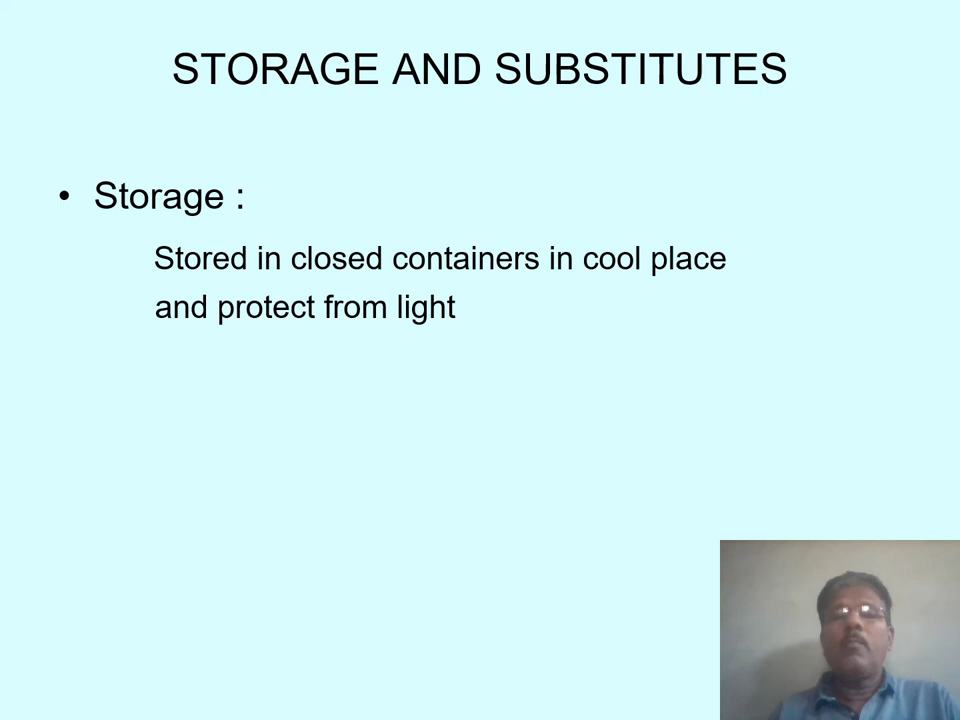 STORAGE AND SUBSTITUTES
• Storage :
Stored in closed containers in cool place
and protect from light